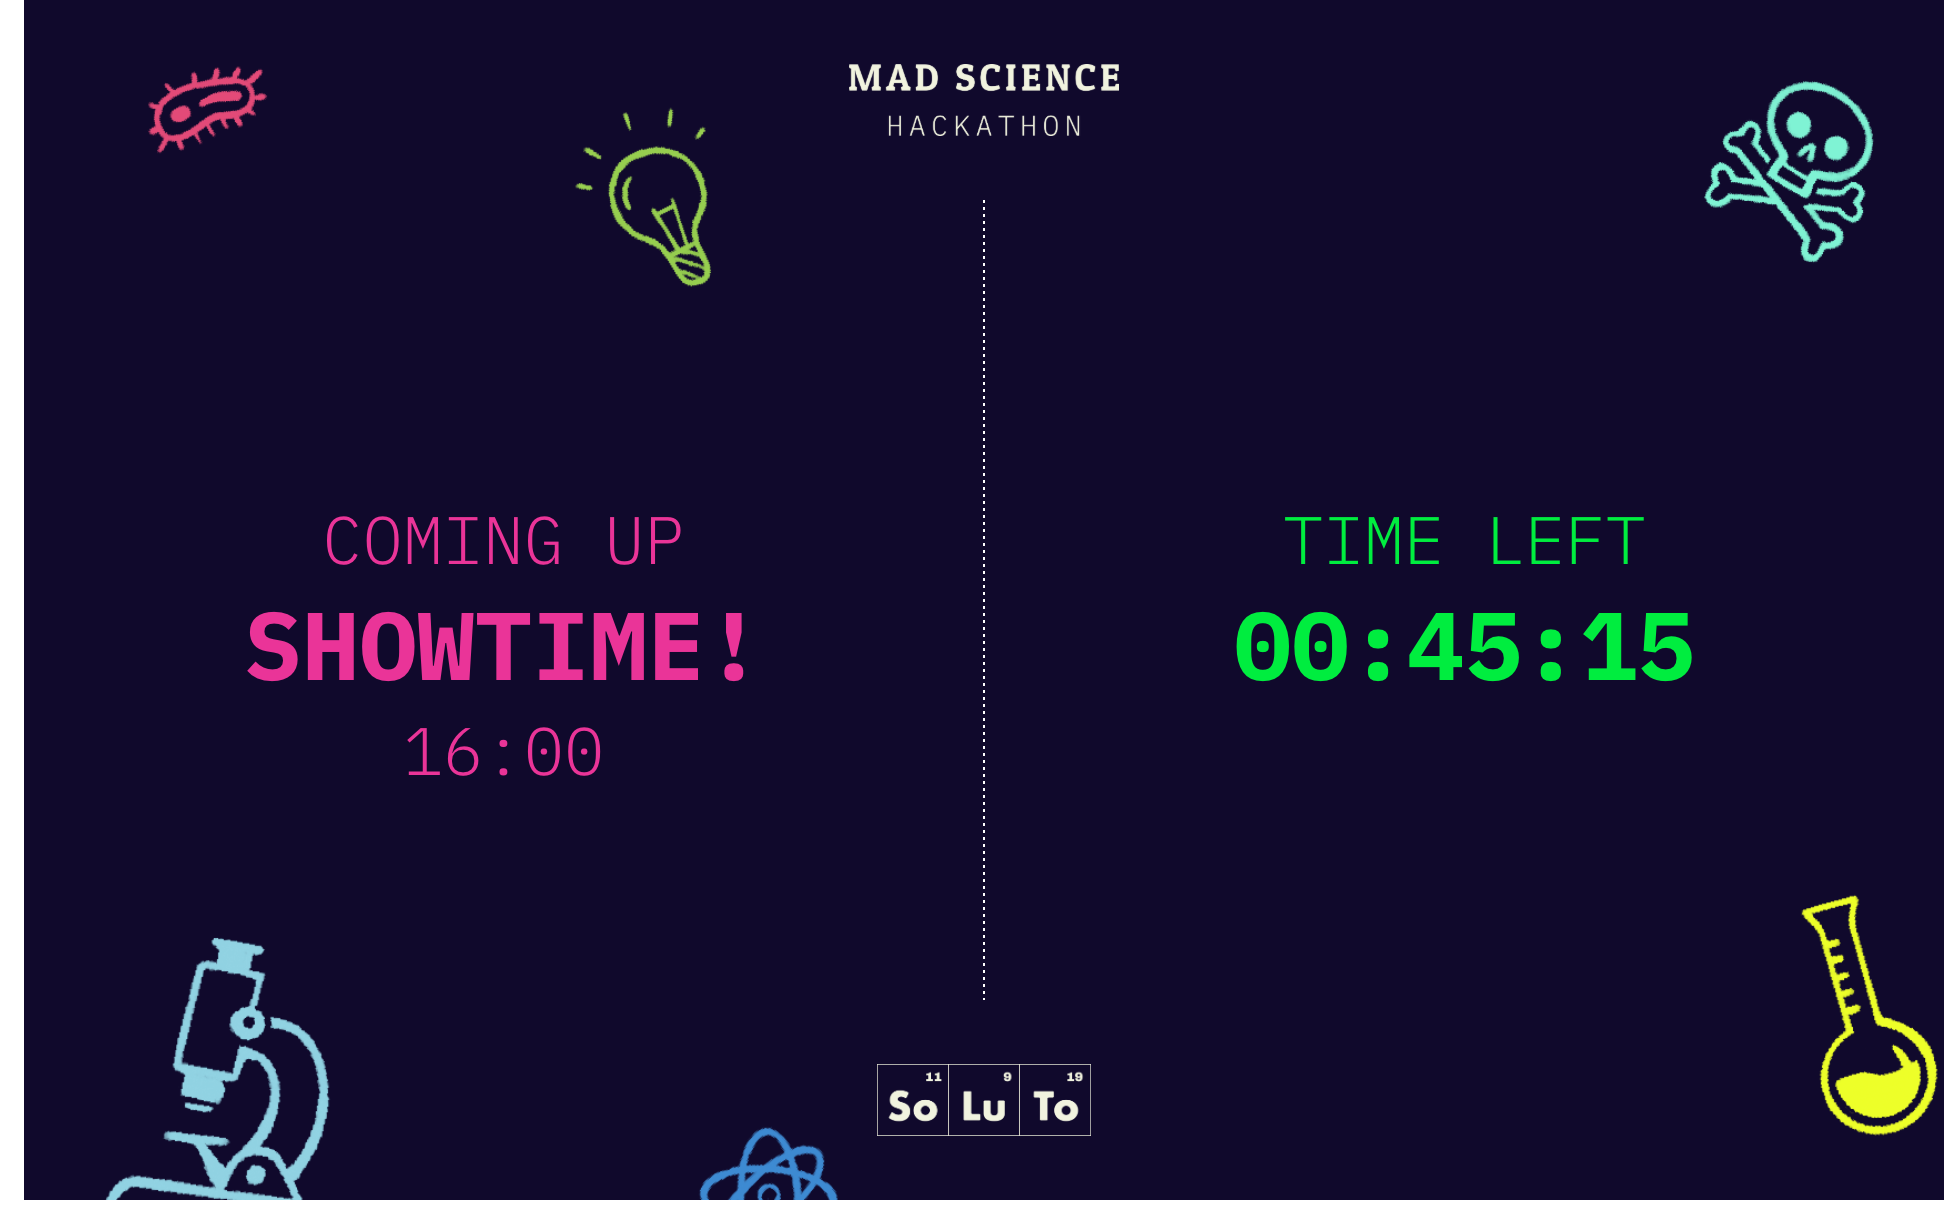 MAD SCIENCE
HACKATHON
COMING UP
SHOWTIME!
16:00
TIME LEFT
00:45:15
11 9 19
So Lu To